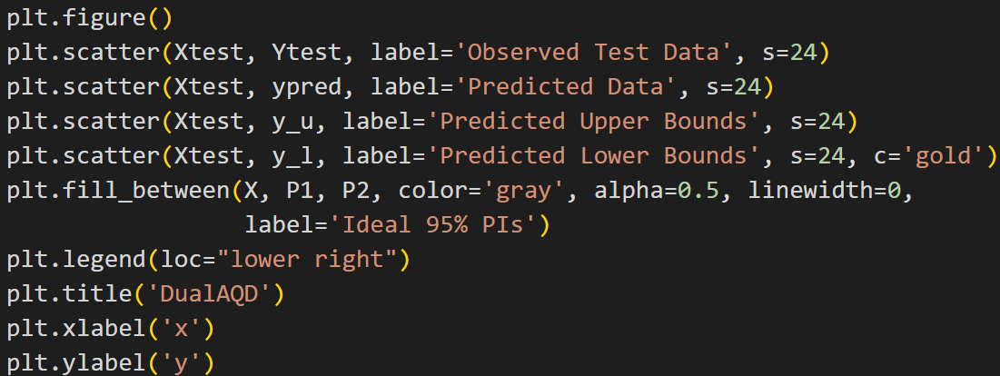 plt.figure()
plt.scatter(Xtest, Ytest, label='Observed Test Data', s=24)
plt.scatter(Xtest, ypred, label='Predicted Data', s=24)
plt.scatter(Xtest, y_u, label='Predicted Upper Bounds', s=24)
plt.scatter(Xtest, y_l, label='Predicted Lower Bounds', s=24, c='gold')
plt.fill_between(X, P1, P2, color='gray', alpha=0.5, linewidth=0,
                 label='Ideal 95% PIs')
plt.legend(loc="lower right")
plt.title('DualAQD')
plt.xlabel('x')
plt.ylabel('y')